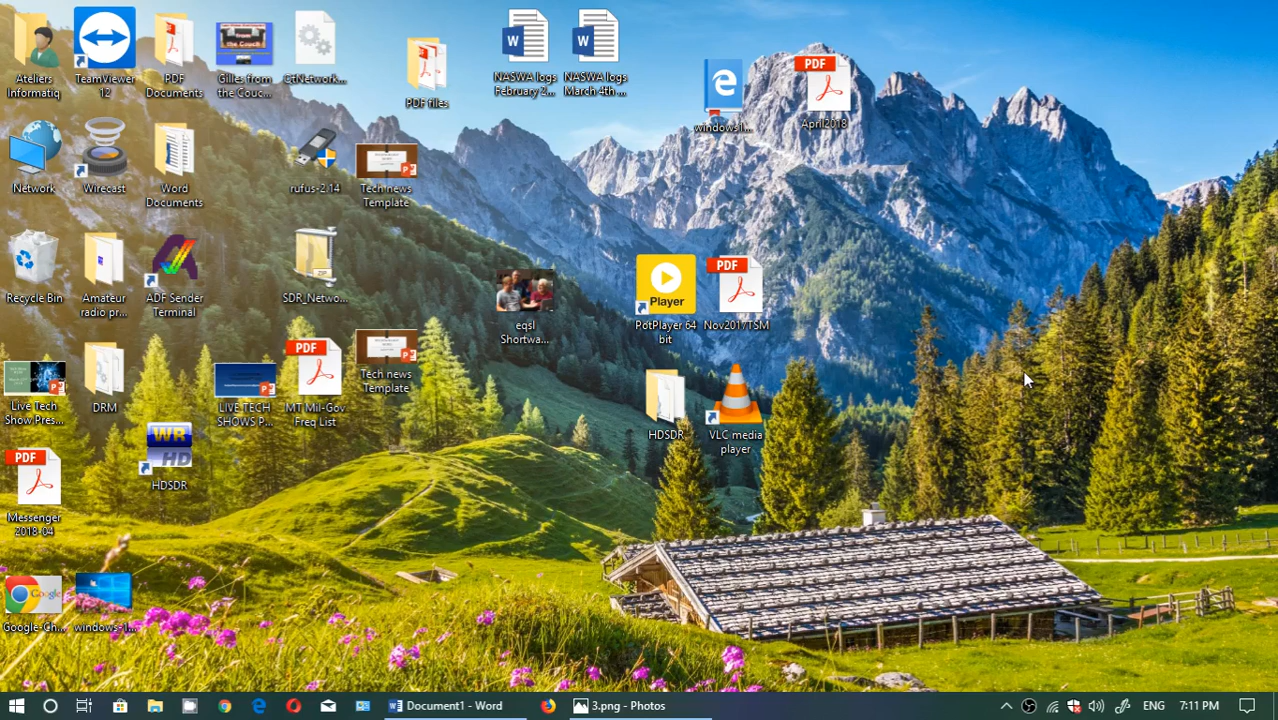 Ateliers
Informatiq
TeamViewer
12
PDF
Documents
Gilles from
the Couc...
CtNetwork...
PDF files
NASWA logs
February 2...
NASWA logs
March 4th ...
windows1...
PDF
April2018
Network
Wirecast
Word
Documents
rufus-2.14
Tech news
Template
Recycle Bin
Amateur
radio pr...
ADF Sender
Terminal
ZIP
SDR_Netwo...
eqsl
Shortwa...
Player
PotPlayer 64
bit
PDF
Nov2017TSM
Live Tech
Show Pres...
DRM
LIVE TECH
SHOWS P...
PDF
MT Mil-Gov
Freq List
Tech news
Template
HDSDR
VLC media
player
WR
HD
HDSDR
PDF
Messenger
2018-04
Google
Google-Ch...
windows-1...
Document1 - Word
3.png - Photos
ENG
7:11 PM